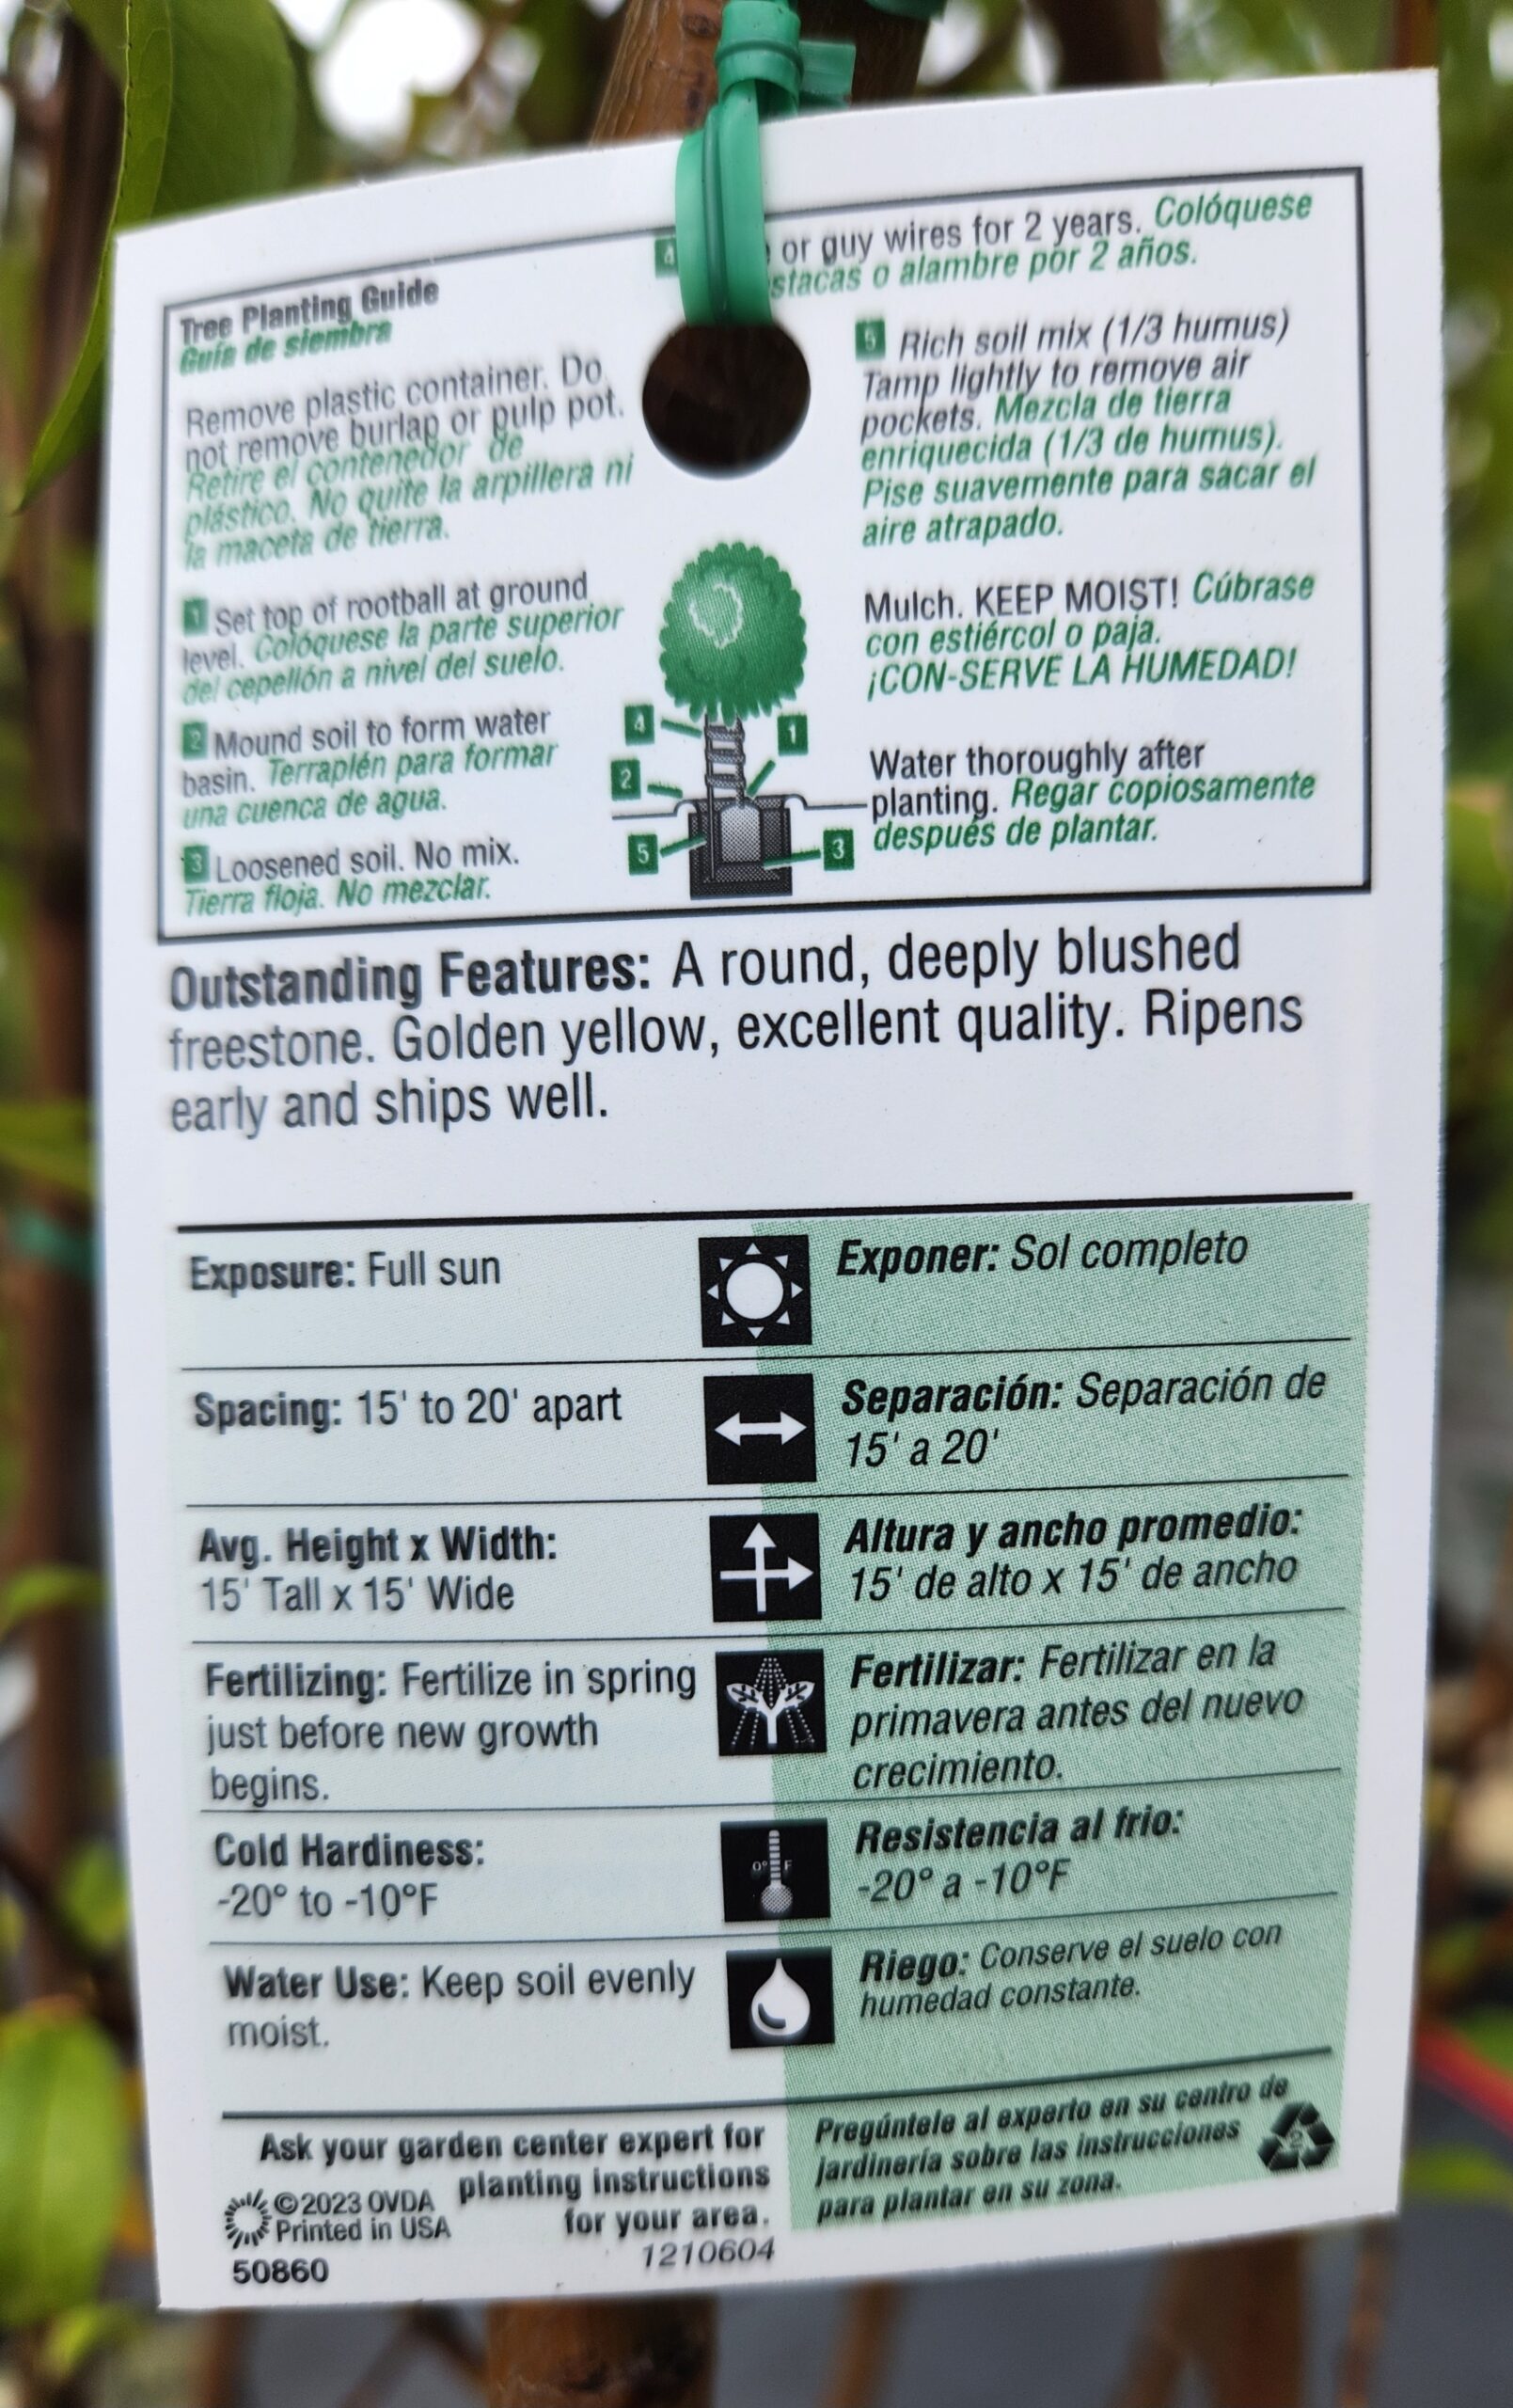 Tree Planting Guide
Guía de siembra
Remove plastic container. Do
not remove burlap or pulp pot.
Retire el contenedor de
plástico. No quite la arpillera ni
la maceta de tierra.
1 Set top of rootball at ground
level. Colóquese la parte superior
del cepellón a nivel del suelo.
2 Mound soil to form water
basin. Terraplén para formar
una cuenca de agua.
3 Loosened soil. No mix.
Tierra floja. No mezclar.
4 or guy wires for 2 years. Colóquese
stacas o alambre por 2 años.
5 Rich soil mix (1/3 humus)
Tamp lightly to remove air
pockets. Mezcla de tierra
enriquecida (1/3 de humus).
Pise suavemente para sacar el
aire atrapado.
Mulch. KEEP MOIST! Cúbrase
con estiércol o paja.
¡CON-SERVE LA HUMEDAD!
Water thoroughly after
planting. Regar copiosamente
después de plantar.
4
1
2
5
3
Outstanding Features: A round, deeply blushed
freestone. Golden yellow, excellent quality. Ripens
early and ships well.
Exposure: Full sun
Exponer: Sol completo
Spacing: 15' to 20' apart
Separación: Separación de
15' a 20'
Avg. Height x Width:
15' Tall x 15' Wide
Altura y ancho promedio:
15' de alto x 15' de ancho
Fertilizing: Fertilize in spring
just before new growth
begins.
Fertilizar: Fertilizar en la
primavera antes del nuevo
crecimiento.
Cold Hardiness:
-20° to -10°F
0° F
Resistencia al frio:
-20° a -10°F
Water Use: Keep soil evenly
moist.
Riego: Conserve el suelo con
humedad constante.
Ask your garden center expert for
planting instructions
for your area.
©2023 OVDA
Printed in USA
50860
1210604
Pregúntele al experto en su centro de
jardinería sobre las instrucciones
para plantar en su zona.
2